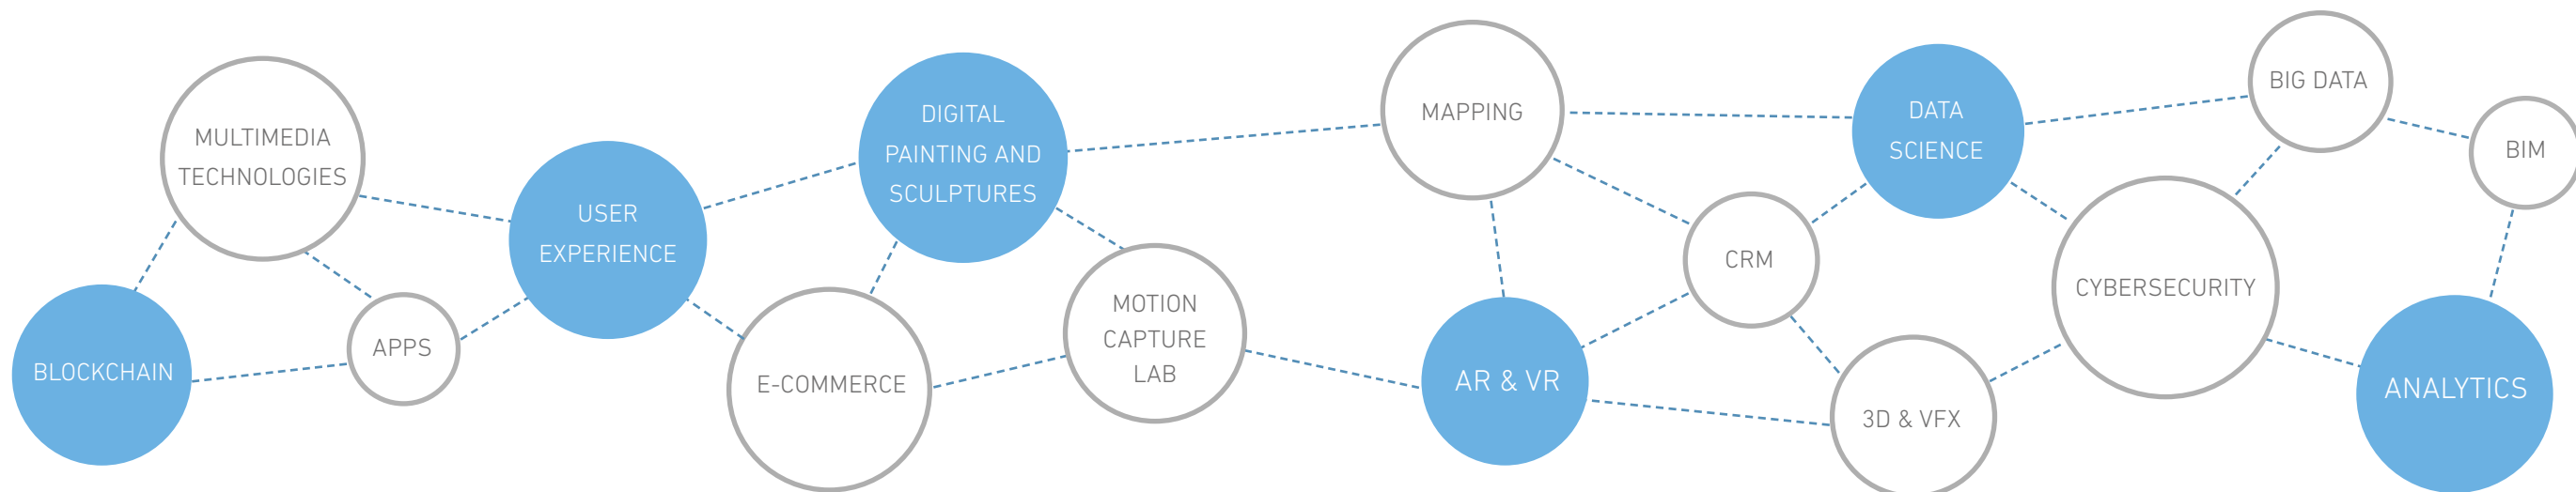 MULTIMEDIA
TECHNOLOGIES
BLOCKCHAIN
APPS
USER
EXPERIENCE
DIGITAL
PAINTING AND
SCULPTURES
E-COMMERCE
MOTION
CAPTURE
LAB
MAPPING
AR & VR
CRM
DATA
SCIENCE
3D & VFX
CYBERSECURITY
BIG DATA
BIM
ANALYTICS